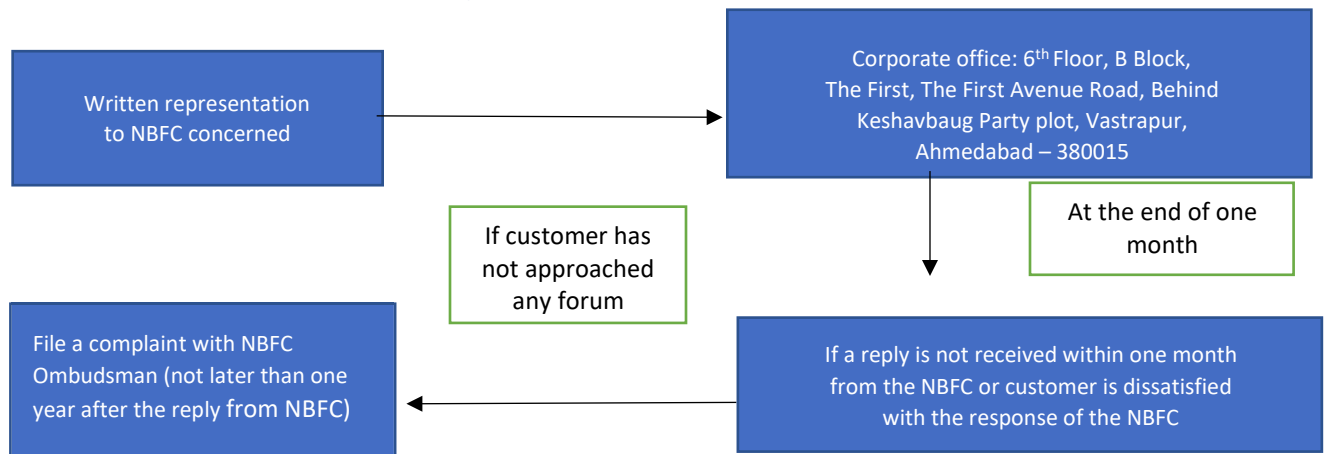 Written representation
to NBFC concerned
Corporate office: 6th Floor, B Block,
The First, The First Avenue Road, Behind
Keshavbaug Party plot, Vastrapur,
Ahmedabad – 380015
At the end of one
month
If a reply is not received within one month
from the NBFC or customer is dissatisfied
with the response of the NBFC
If customer has
not approached
any forum
File a complaint with NBFC
Ombudsman (not later than one
year after the reply from NBFC)